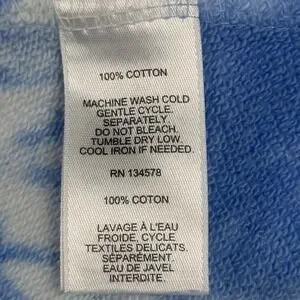 100% COTTON
MACHINE WASH COLD
GENTLE CYCLE.
SEPARATELY.
DO NOT BLEACH.
TUMBLE DRY LOW.
COOL IRON IF NEEDED.
RN 134578
100% COTON
LAVAGE À L'EAU
FROIDE, CYCLE
TEXTILES DELICATS.
SÉPARÉMENT.
EAU DE JAVEL
INTERDITE.